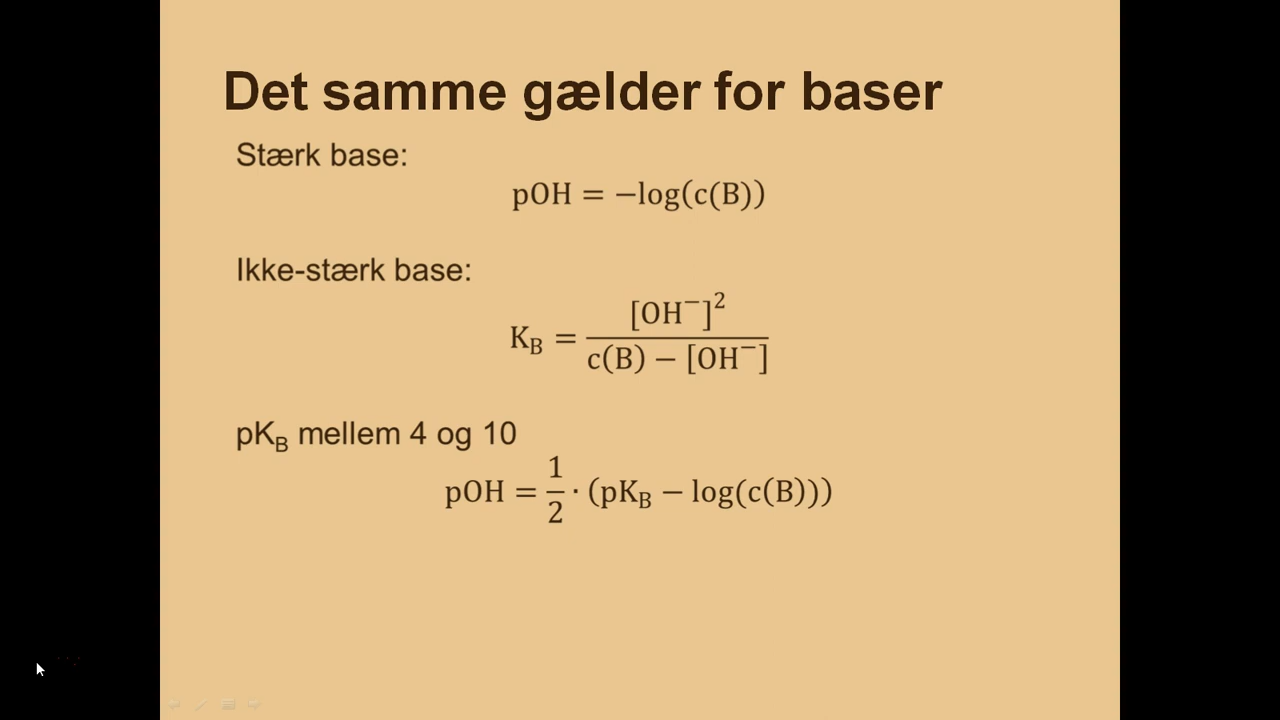 Det samme gælder for baser
Stærk base:
pOH = −log(c(B))
Ikke-stærk base:
K_B = [OH⁻]² / (c(B) − [OH⁻])
pK_B mellem 4 og 10
pOH = 1/2 · (pK_B − log(c(B)))